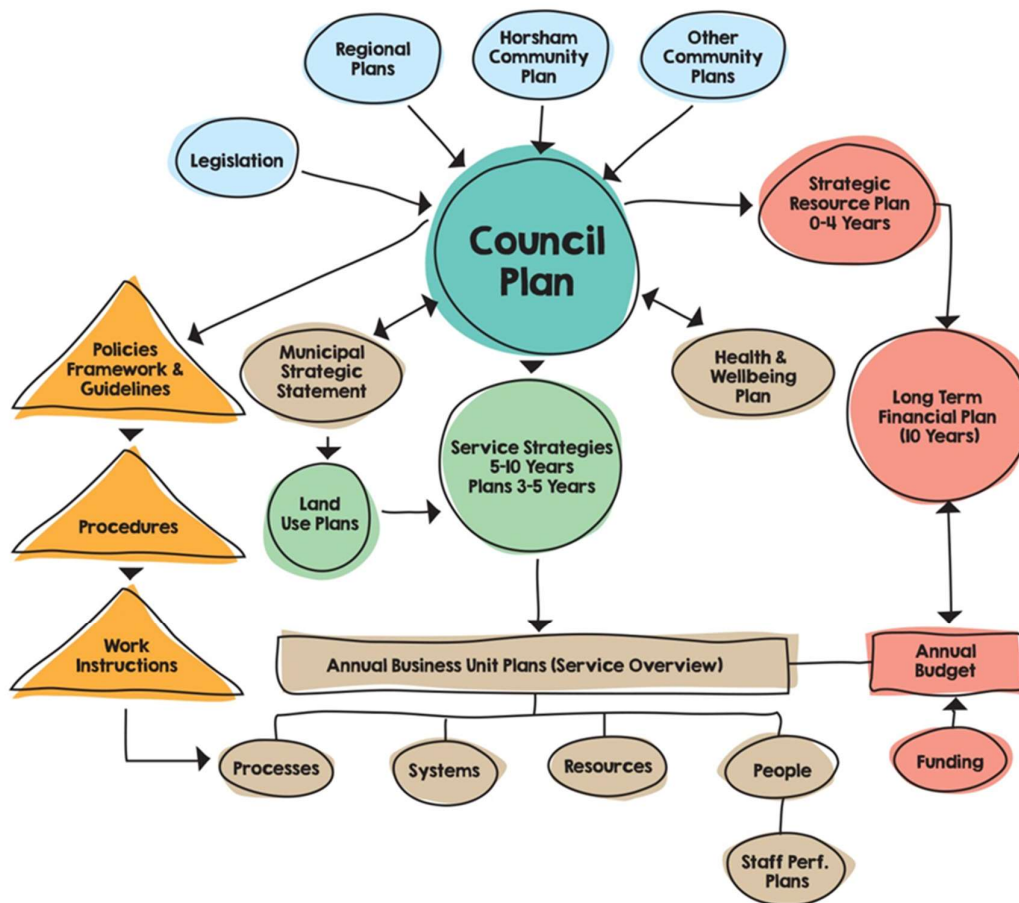 Regional
Plans
Horsham
Community
Plan
Other
Community
Plans
Legislation
Strategic
Resource Plan
0-4 Years
Council
Plan
Policies
Framework &
Guidelines
Municipal
Strategic
Statement
Health &
Wellbeing
Plan
Long Term
Financial Plan
(10 Years)
Service Strategies
5-10 Years
Plans 3-5 Years
Land
Use Plans
Procedures
Work
Instructions
Annual Business Unit Plans (Service Overview)
Annual
Budget
Processes
Systems
Resources
People
Funding
Staff Perf.
Plans